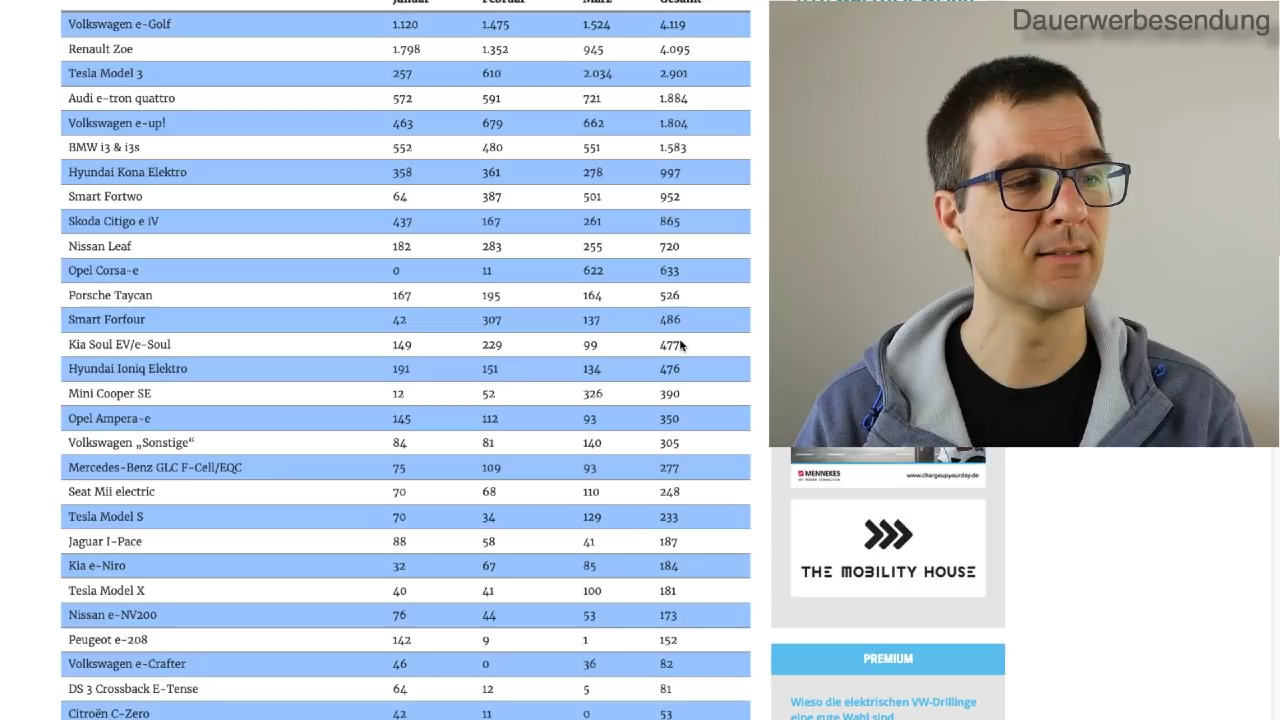 Januar Februar März Gesamt
Volkswagen e-Golf 1.120 1.475 1.524 4.119
Renault Zoe 1.798 1.352 945 4.095
Tesla Model 3 257 610 2.034 2.901
Audi e-tron quattro 572 591 721 1.884
Volkswagen e-up! 463 679 662 1.804
BMW i3 & i3s 552 480 551 1.583
Hyundai Kona Elektro 358 361 278 997
Smart Fortwo 64 387 501 952
Skoda Citigo e iV 437 167 261 865
Nissan Leaf 182 283 255 720
Opel Corsa-e 0 11 622 633
Porsche Taycan 167 195 164 526
Smart Forfour 42 307 137 486
Kia Soul EV/e-Soul 149 229 99 477
Hyundai Ioniq Elektro 191 151 134 476
Mini Cooper SE 12 52 326 390
Opel Ampera-e 145 112 93 350
Volkswagen „Sonstige“ 84 81 140 305
Mercedes-Benz GLC F-Cell/EQC 75 109 93 277
Seat Mii electric 70 68 110 248
Tesla Model S 70 34 129 233
Jaguar I-Pace 88 58 41 187
Kia e-Niro 32 67 85 184
Tesla Model X 40 41 100 181
Nissan e-NV200 76 44 53 173
Peugeot e-208 142 9 1 152
Volkswagen e-Crafter 46 0 36 82
DS 3 Crossback E-Tense 64 12 5 81
Citroën C-Zero 42 11 0 53
Dauerwerbesendung
MENNEKES www.chargeupyourday.de
THE MOBILITY HOUSE
PREMIUM
Wieso die elektrischen VW-Drillinge
eine gute Wahl sind